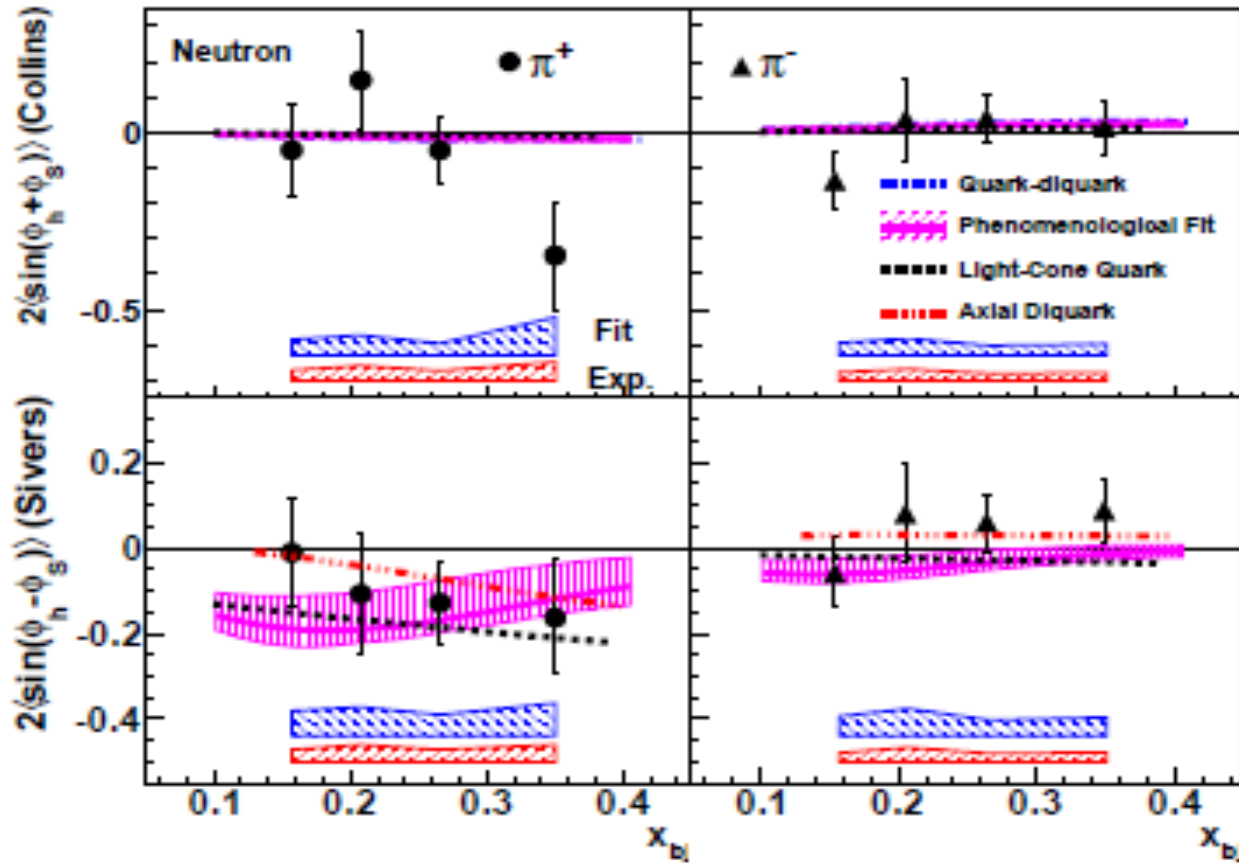 2⟨sin(ϕh+ϕS)⟩ (Collins)
Neutron
π+
π-
0
-0.5
Quark-diquark
Phenomenological Fit
Light-Cone Quark
Axial Diquark
Fit
Exp.
2⟨sin(ϕh-ϕS)⟩ (Sivers)
0.2
0
-0.2
-0.4
0.1 0.2 0.3 0.4
0.1 0.2 0.3 0.4
xbj
xbj